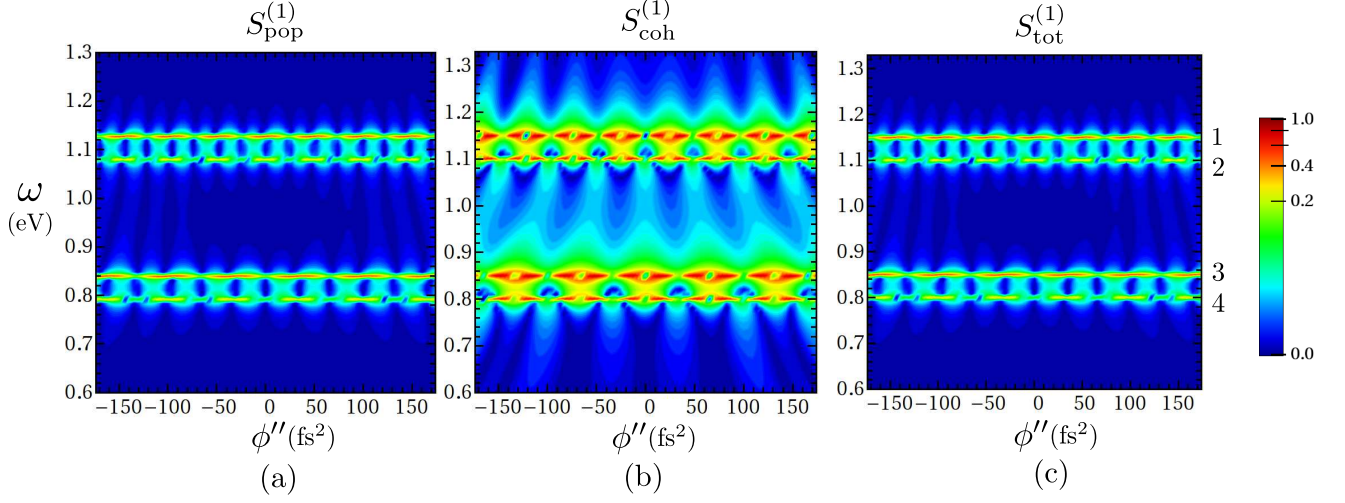 S_pop^(1) S_coh^(1) S_tot^(1)
1.3 1.2 1.1 1.0 0.9 0.8 0.7 0.6
ω
(eV)
−150 −100 −50 0 50 100 150
ϕ′′(fs²)
(a)
1.3 1.2 1.1 1.0 0.9 0.8 0.7 0.6
−150 −100 −50 0 50 100 150
ϕ′′(fs²)
(b)
1.3 1.2 1.1 1.0 0.9 0.8 0.7 0.6
−150 −100 −50 0 50 100 150
ϕ′′(fs²)
(c)
1
2
3
4
1.0
0.4
0.2
0.0